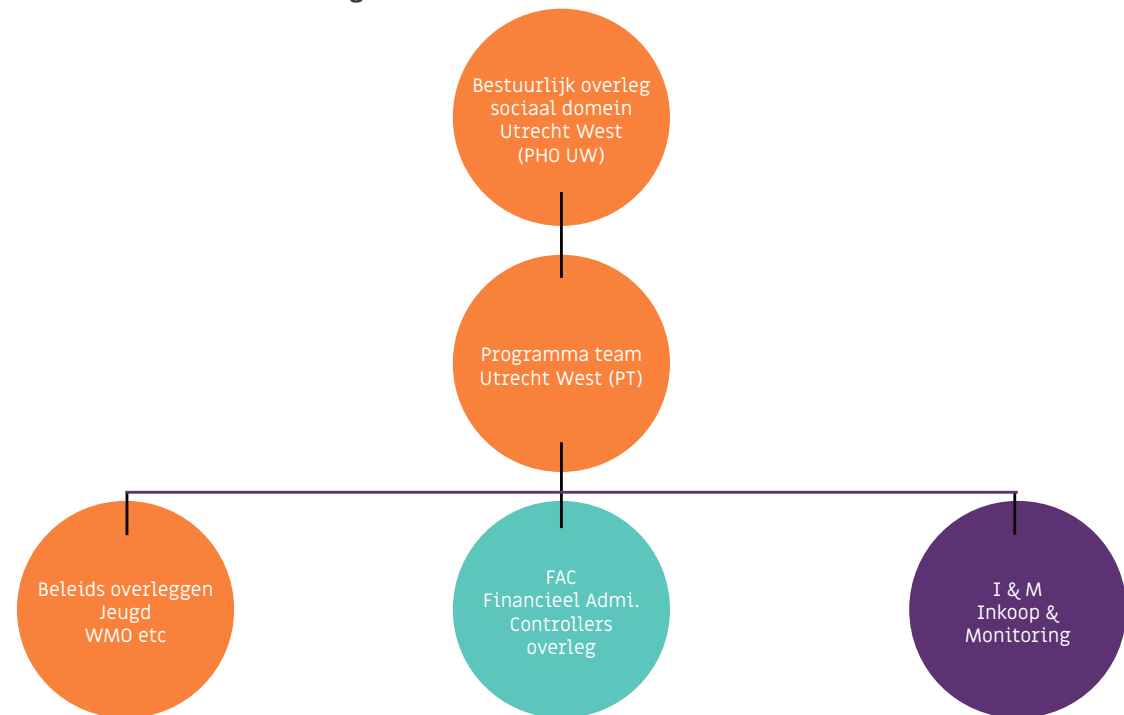 Bestuurlijk overleg
sociaal domein
Utrecht West
(PHO UW)
Programma team
Utrecht West (PT)
Beleids overleggen
Jeugd
WMO etc
FAC
Financieel Admi.
Controllers
overleg
I & M
Inkoop &
Monitoring